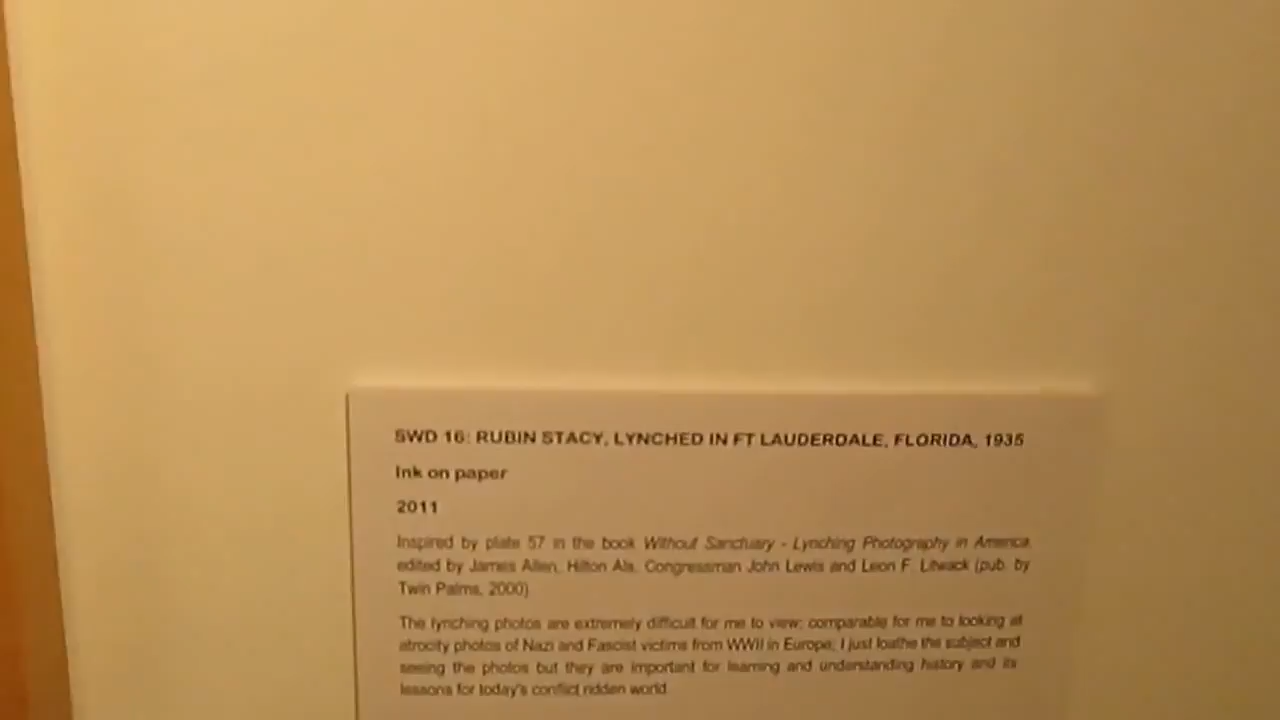 SWD 16: RUBIN STACY, LYNCHED IN FT LAUDERDALE, FLORIDA, 1935
Ink on paper
2011
Inspired by plate 57 in the book Without Sanctuary - Lynching Photography in America
edited by James Allen, Hilton Als, Congressman John Lewis and Leon F. Litwack (pub. by
Twin Palms, 2000)
The lynching photos are extremely difficult for me to view; comparable for me to looking at
atrocity photos of Nazi and Fascist victims from WWII in Europe; I just loathe the subject and
seeing the photos but they are important for learning and understanding history and its
lessons for today's conflict ridden world.